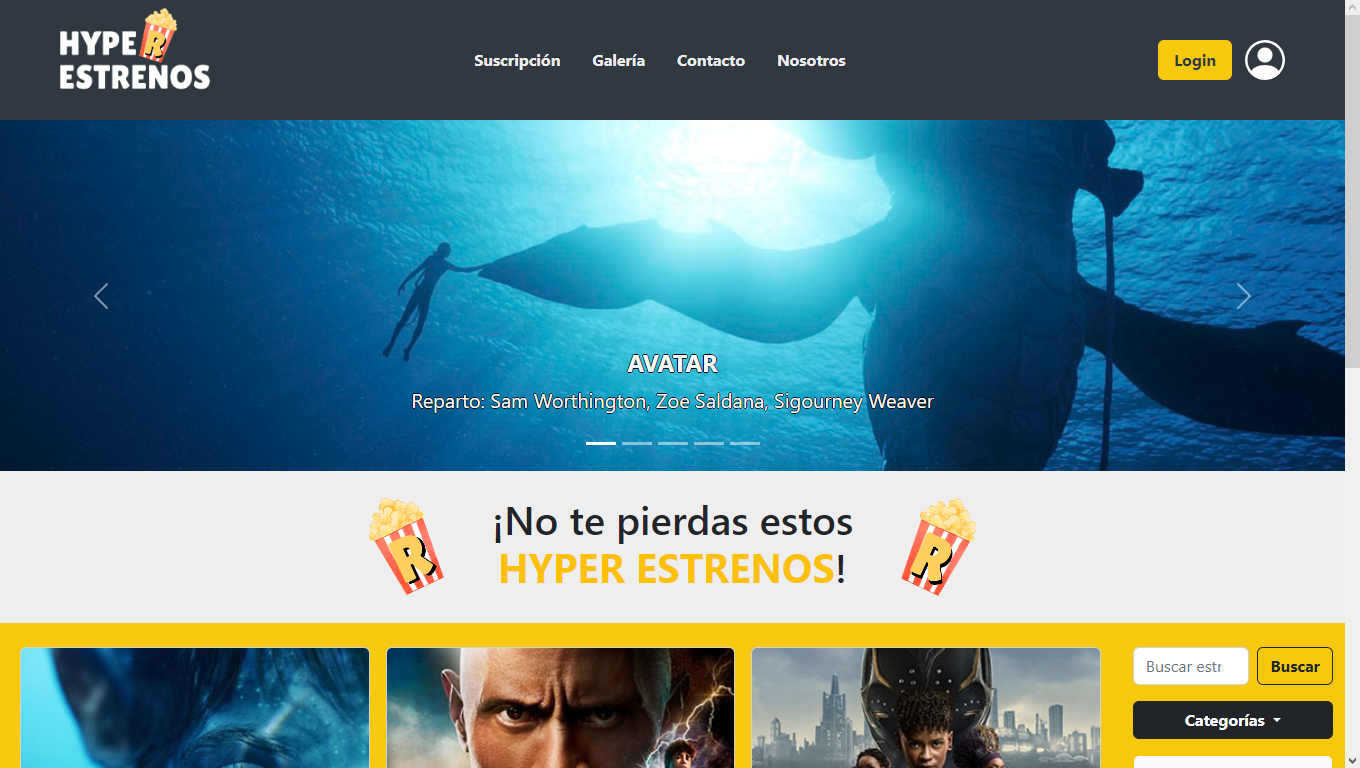 HYPE R
ESTRENOS
Suscripción
Galería
Contacto
Nosotros
Login
AVATAR
Reparto: Sam Worthington, Zoe Saldana, Sigourney Weaver
R
¡No te pierdas estos
HYPER ESTRENOS!
R
Buscar estr
Buscar
Categorías